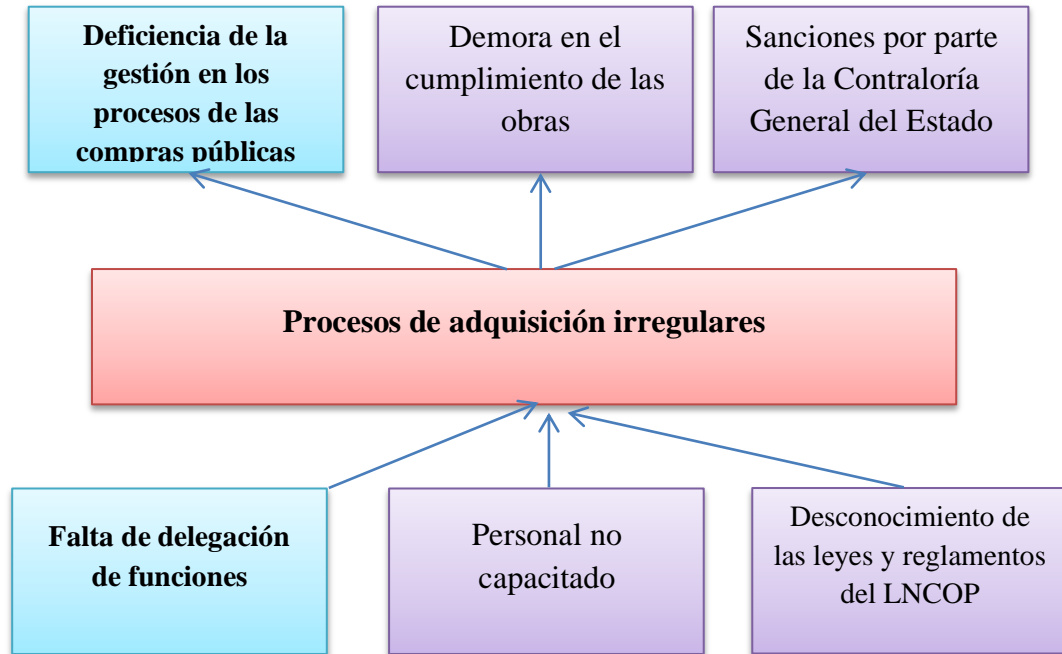 Deficiencia de la
gestión en los
procesos de las
compras públicas
Demora en el
cumplimiento de las
obras
Sanciones por parte
de la Contraloría
General del Estado
Procesos de adquisición irregulares
Falta de delegación
de funciones
Personal no
capacitado
Desconocimiento de
las leyes y reglamentos
del LNCOP